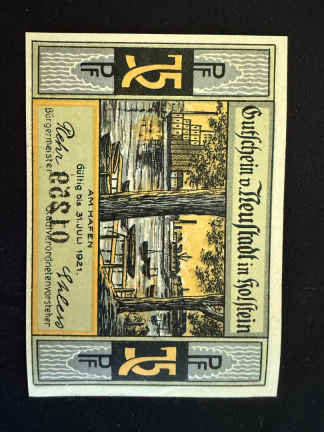 Gutschein v. Neustadt in Holstein
PF 75 PF
PF 75 PF
AM HAFEN
Gültig bis 31. JULI 1921.
Bürgermeister
Stadtverordnetenvorsteher